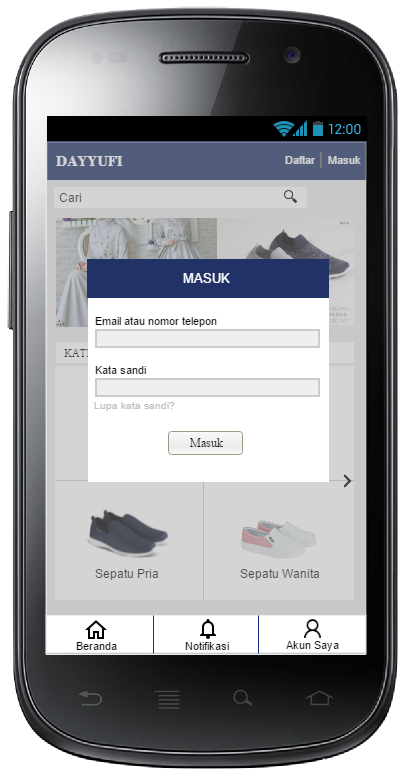 12:00
DAYYUFI
Daftar | Masuk
Cari
MASUK
Email atau nomor telepon
Kata sandi
Lupa kata sandi?
Masuk
Sepatu Pria
Sepatu Wanita
Beranda
Notifikasi
Akun Saya